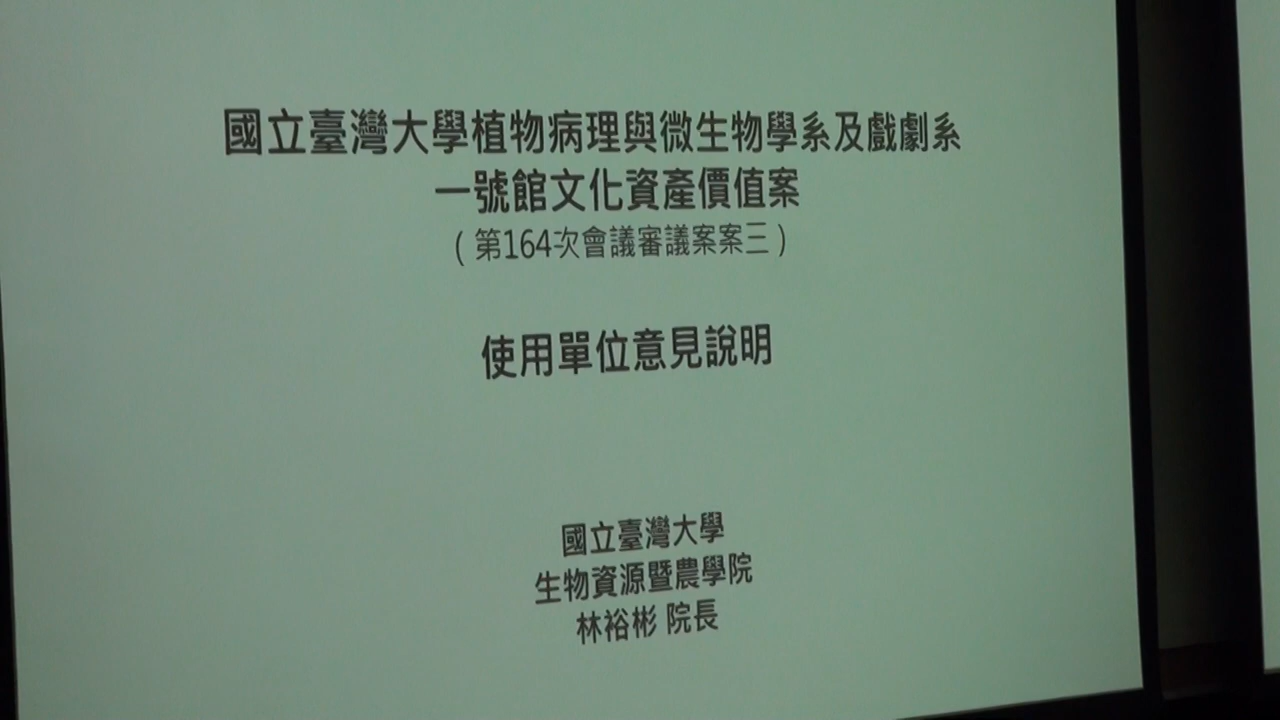 國立臺灣大學植物病理與微生物學系及戲劇系
一號館文化資產價值案
（第164次會議審議案案三）
使用單位意見說明
國立臺灣大學
生物資源暨農學院
林裕彬 院長